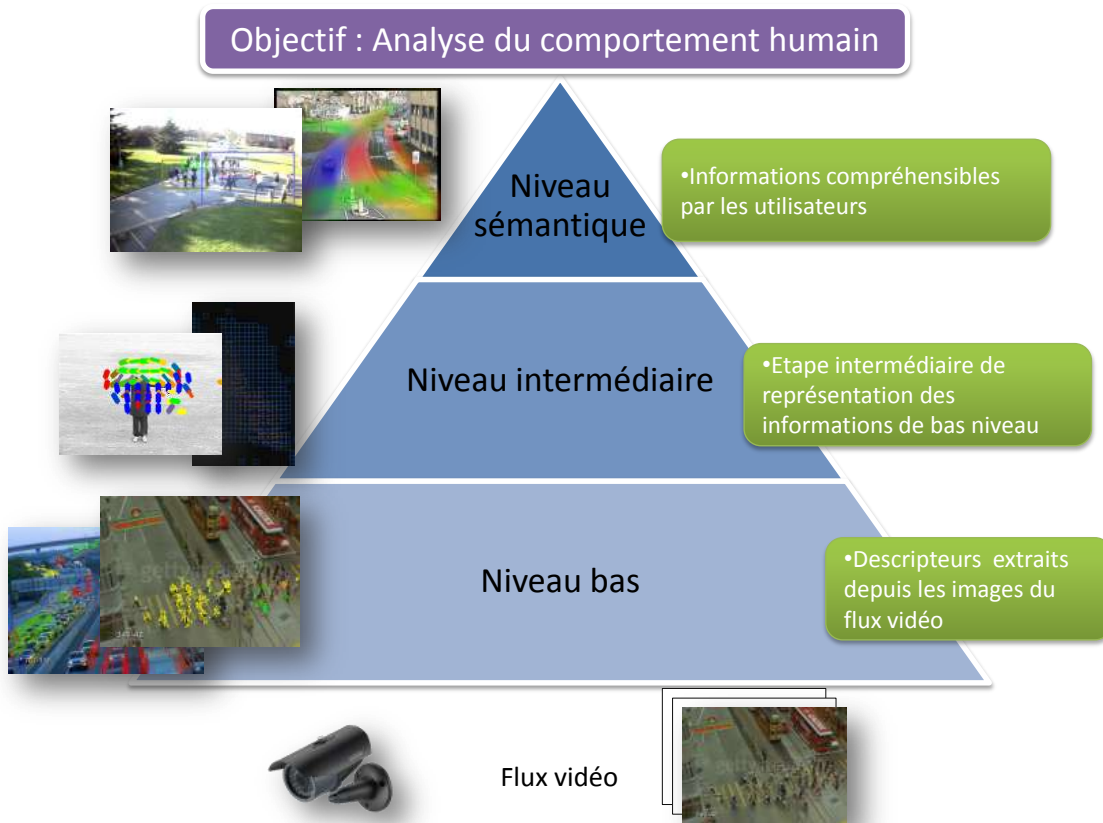 Objectif : Analyse du comportement humain
Niveau
sémantique
•Informations compréhensibles
par les utilisateurs
Niveau intermédiaire
•Etape intermédiaire de
représentation des
informations de bas niveau
Niveau bas
•Descripteurs extraits
depuis les images du
flux vidéo
Flux vidéo